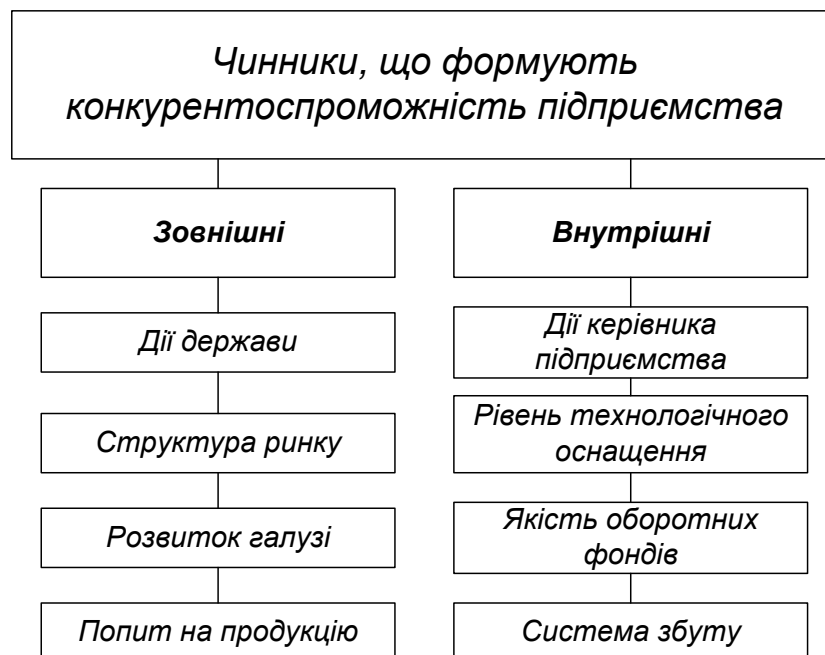 Чинники, що формують
конкурентоспроможність підприємства
Зовнішні
Дії держави
Структура ринку
Розвиток галузі
Попит на продукцію
Внутрішні
Дії керівника
підприємства
Рівень технологічного
оснащення
Якість оборотних
фондів
Система збуту